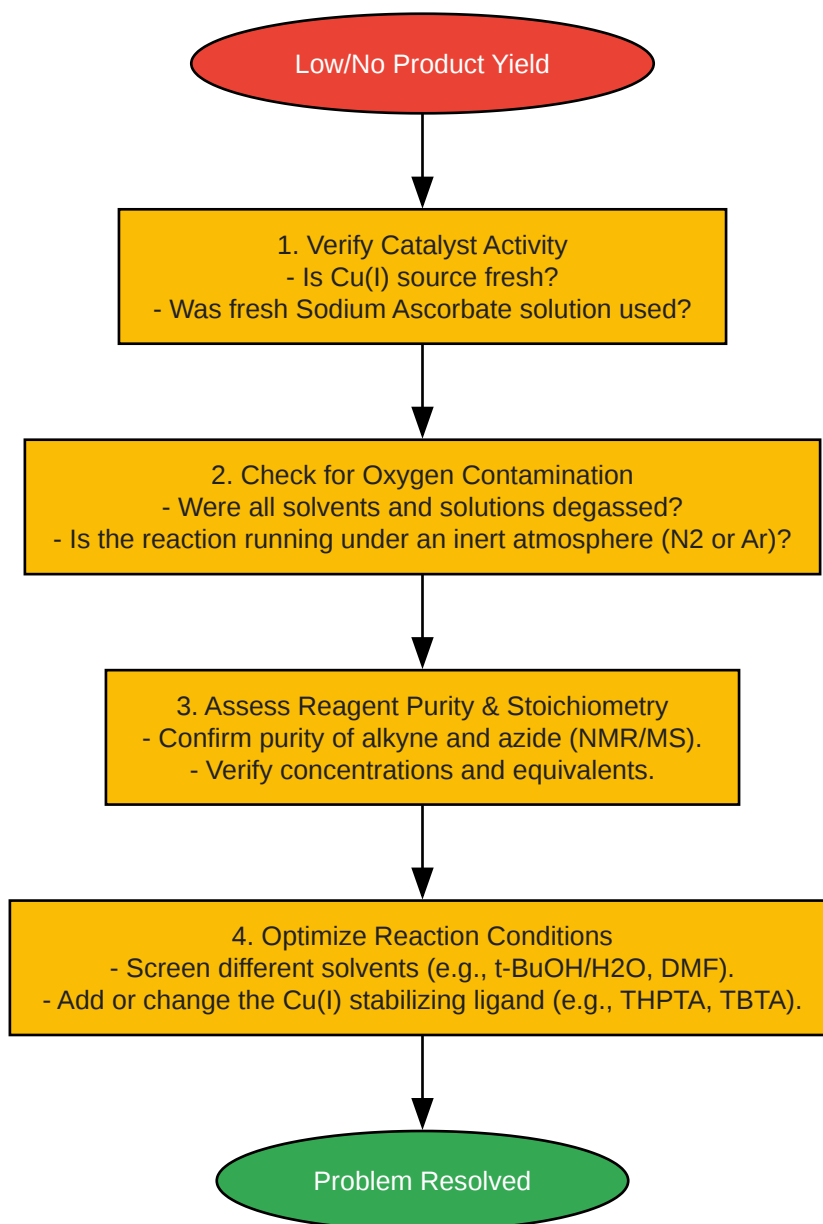 Low/No Product Yield
1. Verify Catalyst Activity
- Is Cu(I) source fresh?
- Was fresh Sodium Ascorbate solution used?
2. Check for Oxygen Contamination
- Were all solvents and solutions degassed?
- Is the reaction running under an inert atmosphere (N2 or Ar)?
3. Assess Reagent Purity & Stoichiometry
- Confirm purity of alkyne and azide (NMR/MS).
- Verify concentrations and equivalents.
4. Optimize Reaction Conditions
- Screen different solvents (e.g., t-BuOH/H2O, DMF).
- Add or change the Cu(I) stabilizing ligand (e.g., THPTA, TBTA).
Problem Resolved